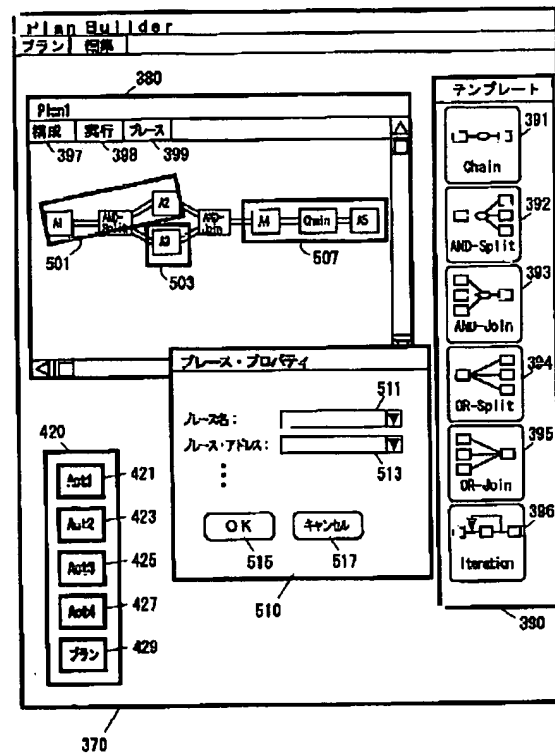 Plan Builder
プラン 編集
380
Plan1
構成 実行 プレース
397 398 399
A1 AND-Split A2 A3 AND-Join A4 Chain A5
501 503 507
テンプレート
391
Chain
392
AND-Split
393
AND-Join
394
OR-Split
395
OR-Join
396
Iteration
390
プレース・プロパティ
511
プレース名:
プレース・アドレス:
513
OK キャンセル
515 517
510
420
Act1 421
Act2 423
Act3 425
Act4 427
プラン 429
370